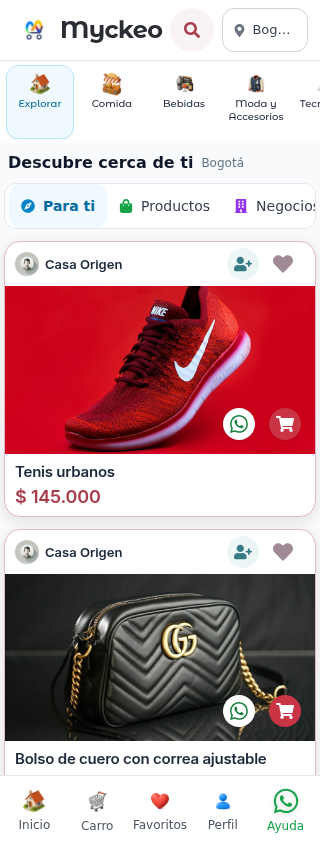 Myckeo
Bog...
Explorar
Comida
Bebidas
Moda y
Accesorios
Descubre cerca de ti Bogotá
Para ti
Productos
Negocios
Casa Origen
NIKE
Tenis urbanos
$ 145.000
Casa Origen
GG
Bolso de cuero con correa ajustable
Inicio
Carro
Favoritos
Perfil
Ayuda